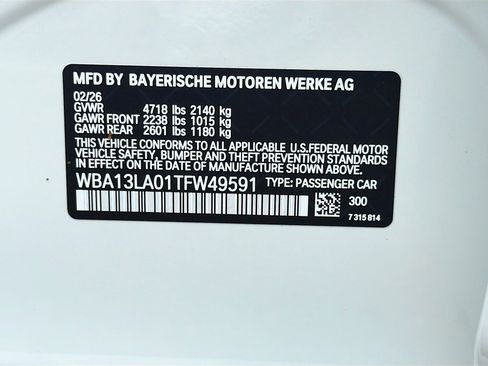 MFD BY BAYERISCHE MOTOREN WERKE AG
02/26
GVWR 4718 lbs 2140 kg
GAWR FRONT 2238 lbs 1015 kg
GAWR REAR 2601 lbs 1180 kg
THIS VEHICLE CONFORMS TO ALL APPLICABLE U.S.FEDERAL MOTOR
VEHICLE SAFETY, BUMPER AND THEFT PREVENTION STANDARDS
IN EFFECT ON THE DATE OF MANUFACTURE SHOWN ABOVE.
WBA13LA01TFW49591 TYPE: PASSENGER CAR
300
7 315 814